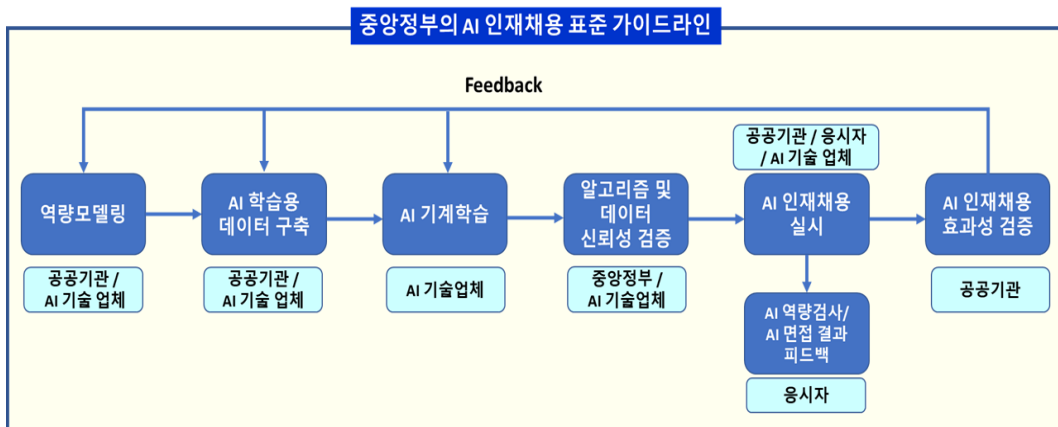 중앙정부의 AI 인재채용 표준 가이드라인
Feedback
공공기관 / 응시자
/ AI 기술 업체
역량모델링
AI 학습용
데이터 구축
AI 기계학습
알고리즘 및
데이터
신뢰성 검증
AI 인재채용
실시
AI 인재채용
효과성 검증
공공기관 /
AI 기술 업체
공공기관 /
AI 기술 업체
AI 기술업체
중앙정부 /
AI 기술업체
공공기관
AI 역량검사/
AI 면접 결과
피드백
응시자